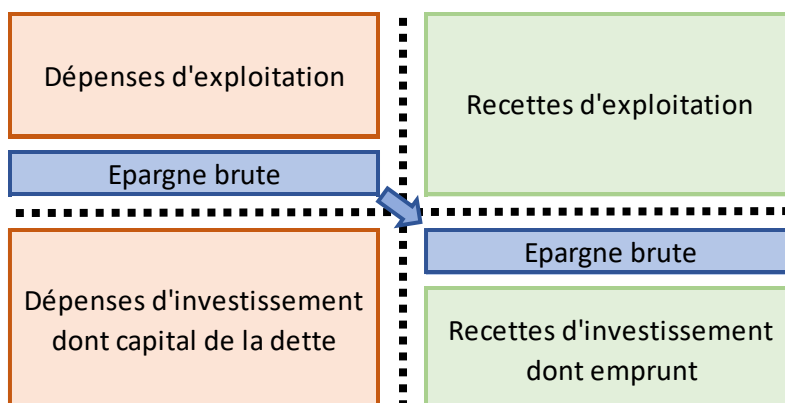 Dépenses d'exploitation
Recettes d'exploitation
Epargne brute
Epargne brute
Dépenses d'investissement
dont capital de la dette
Recettes d'investissement
dont emprunt